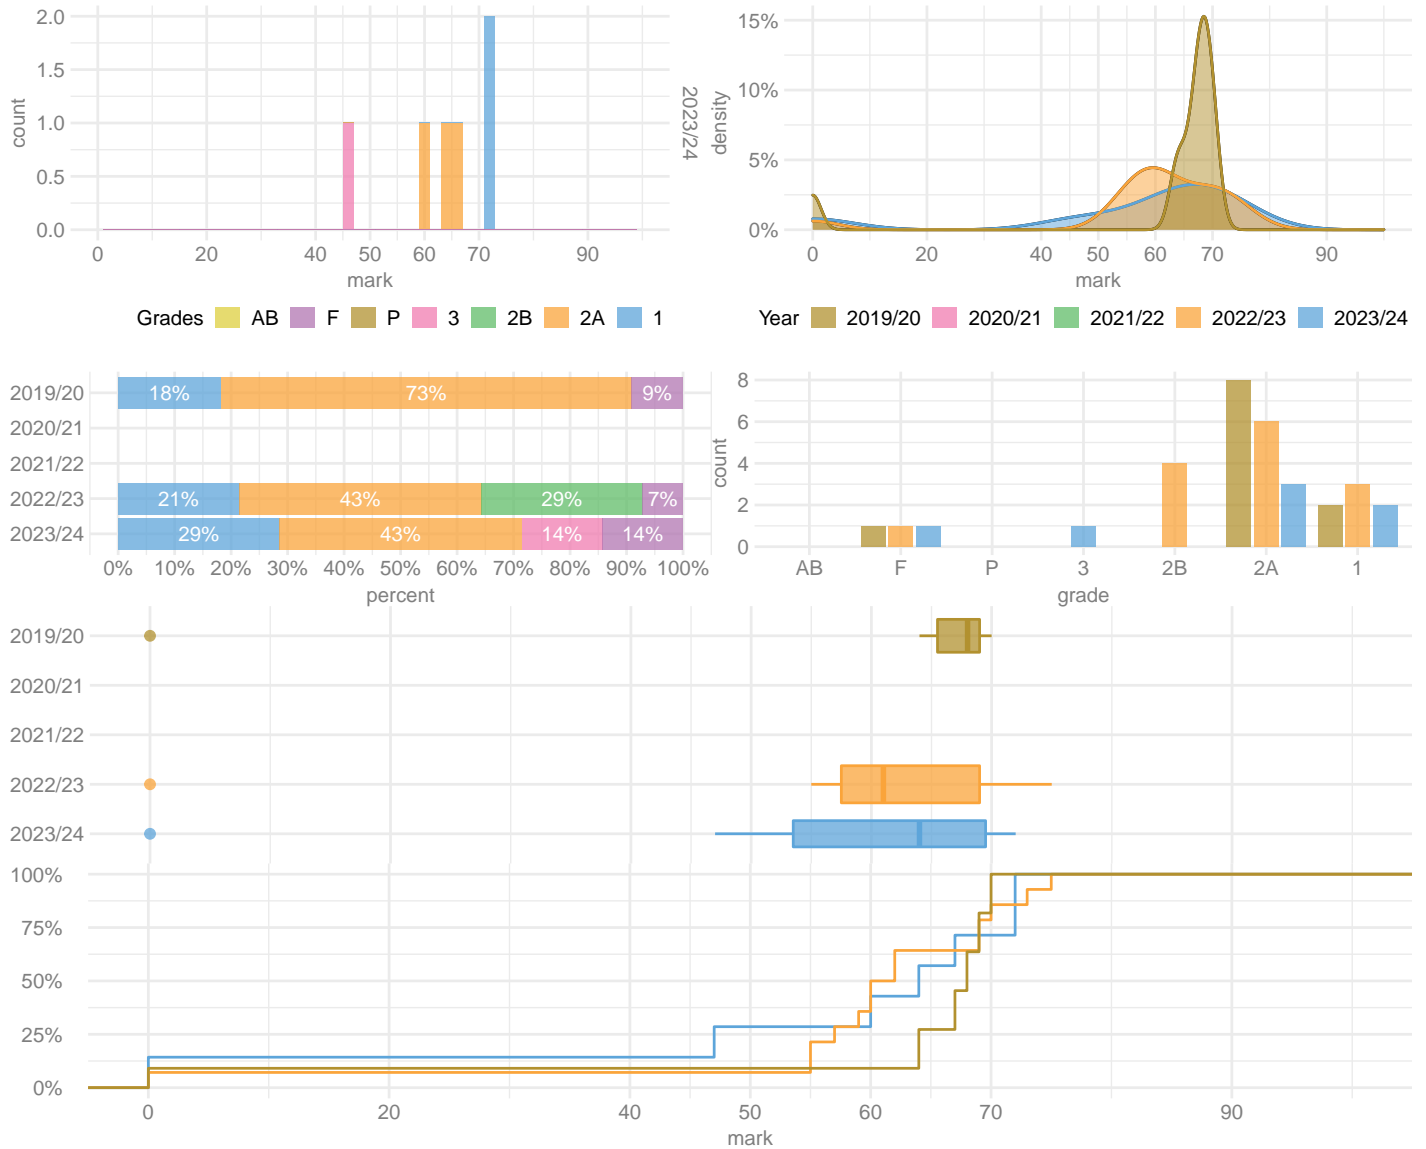 2.0
1.5
1.0
0.5
0.0
count
0 20 40 50 60 70 90
mark
2023/24
15%
10%
5%
0%
density
0 20 40 50 60 70 90
mark
Grades AB F P 3 2B 2A 1
Year 2019/20 2020/21 2021/22 2022/23 2023/24
2019/20 18% 73% 9%
2020/21
2021/22
2022/23 21% 43% 29% 7%
2023/24 29% 43% 14% 14%
0% 10% 20% 30% 40% 50% 60% 70% 80% 90% 100%
percent
8
6
4
2
0
count
AB F P 3 2B 2A 1
grade
2019/20
2020/21
2021/22
2022/23
2023/24
100%
75%
50%
25%
0%
0 20 40 50 60 70 90
mark